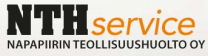 NTH service
NAPAPIIRIN TEOLLISUUSHUOLTO OY